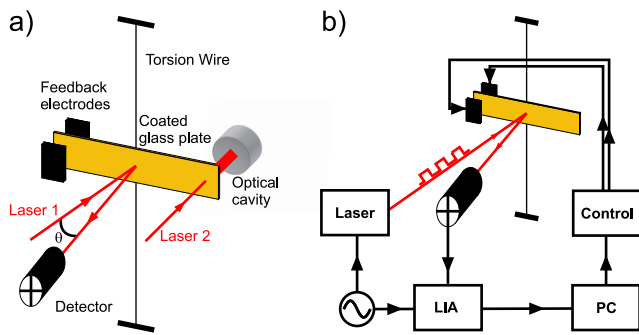 a)
Torsion Wire
Feedback
electrodes
Coated
glass plate
Optical
cavity
Laser 1
θ
Laser 2
Detector
b)
Laser
Control
LIA
PC